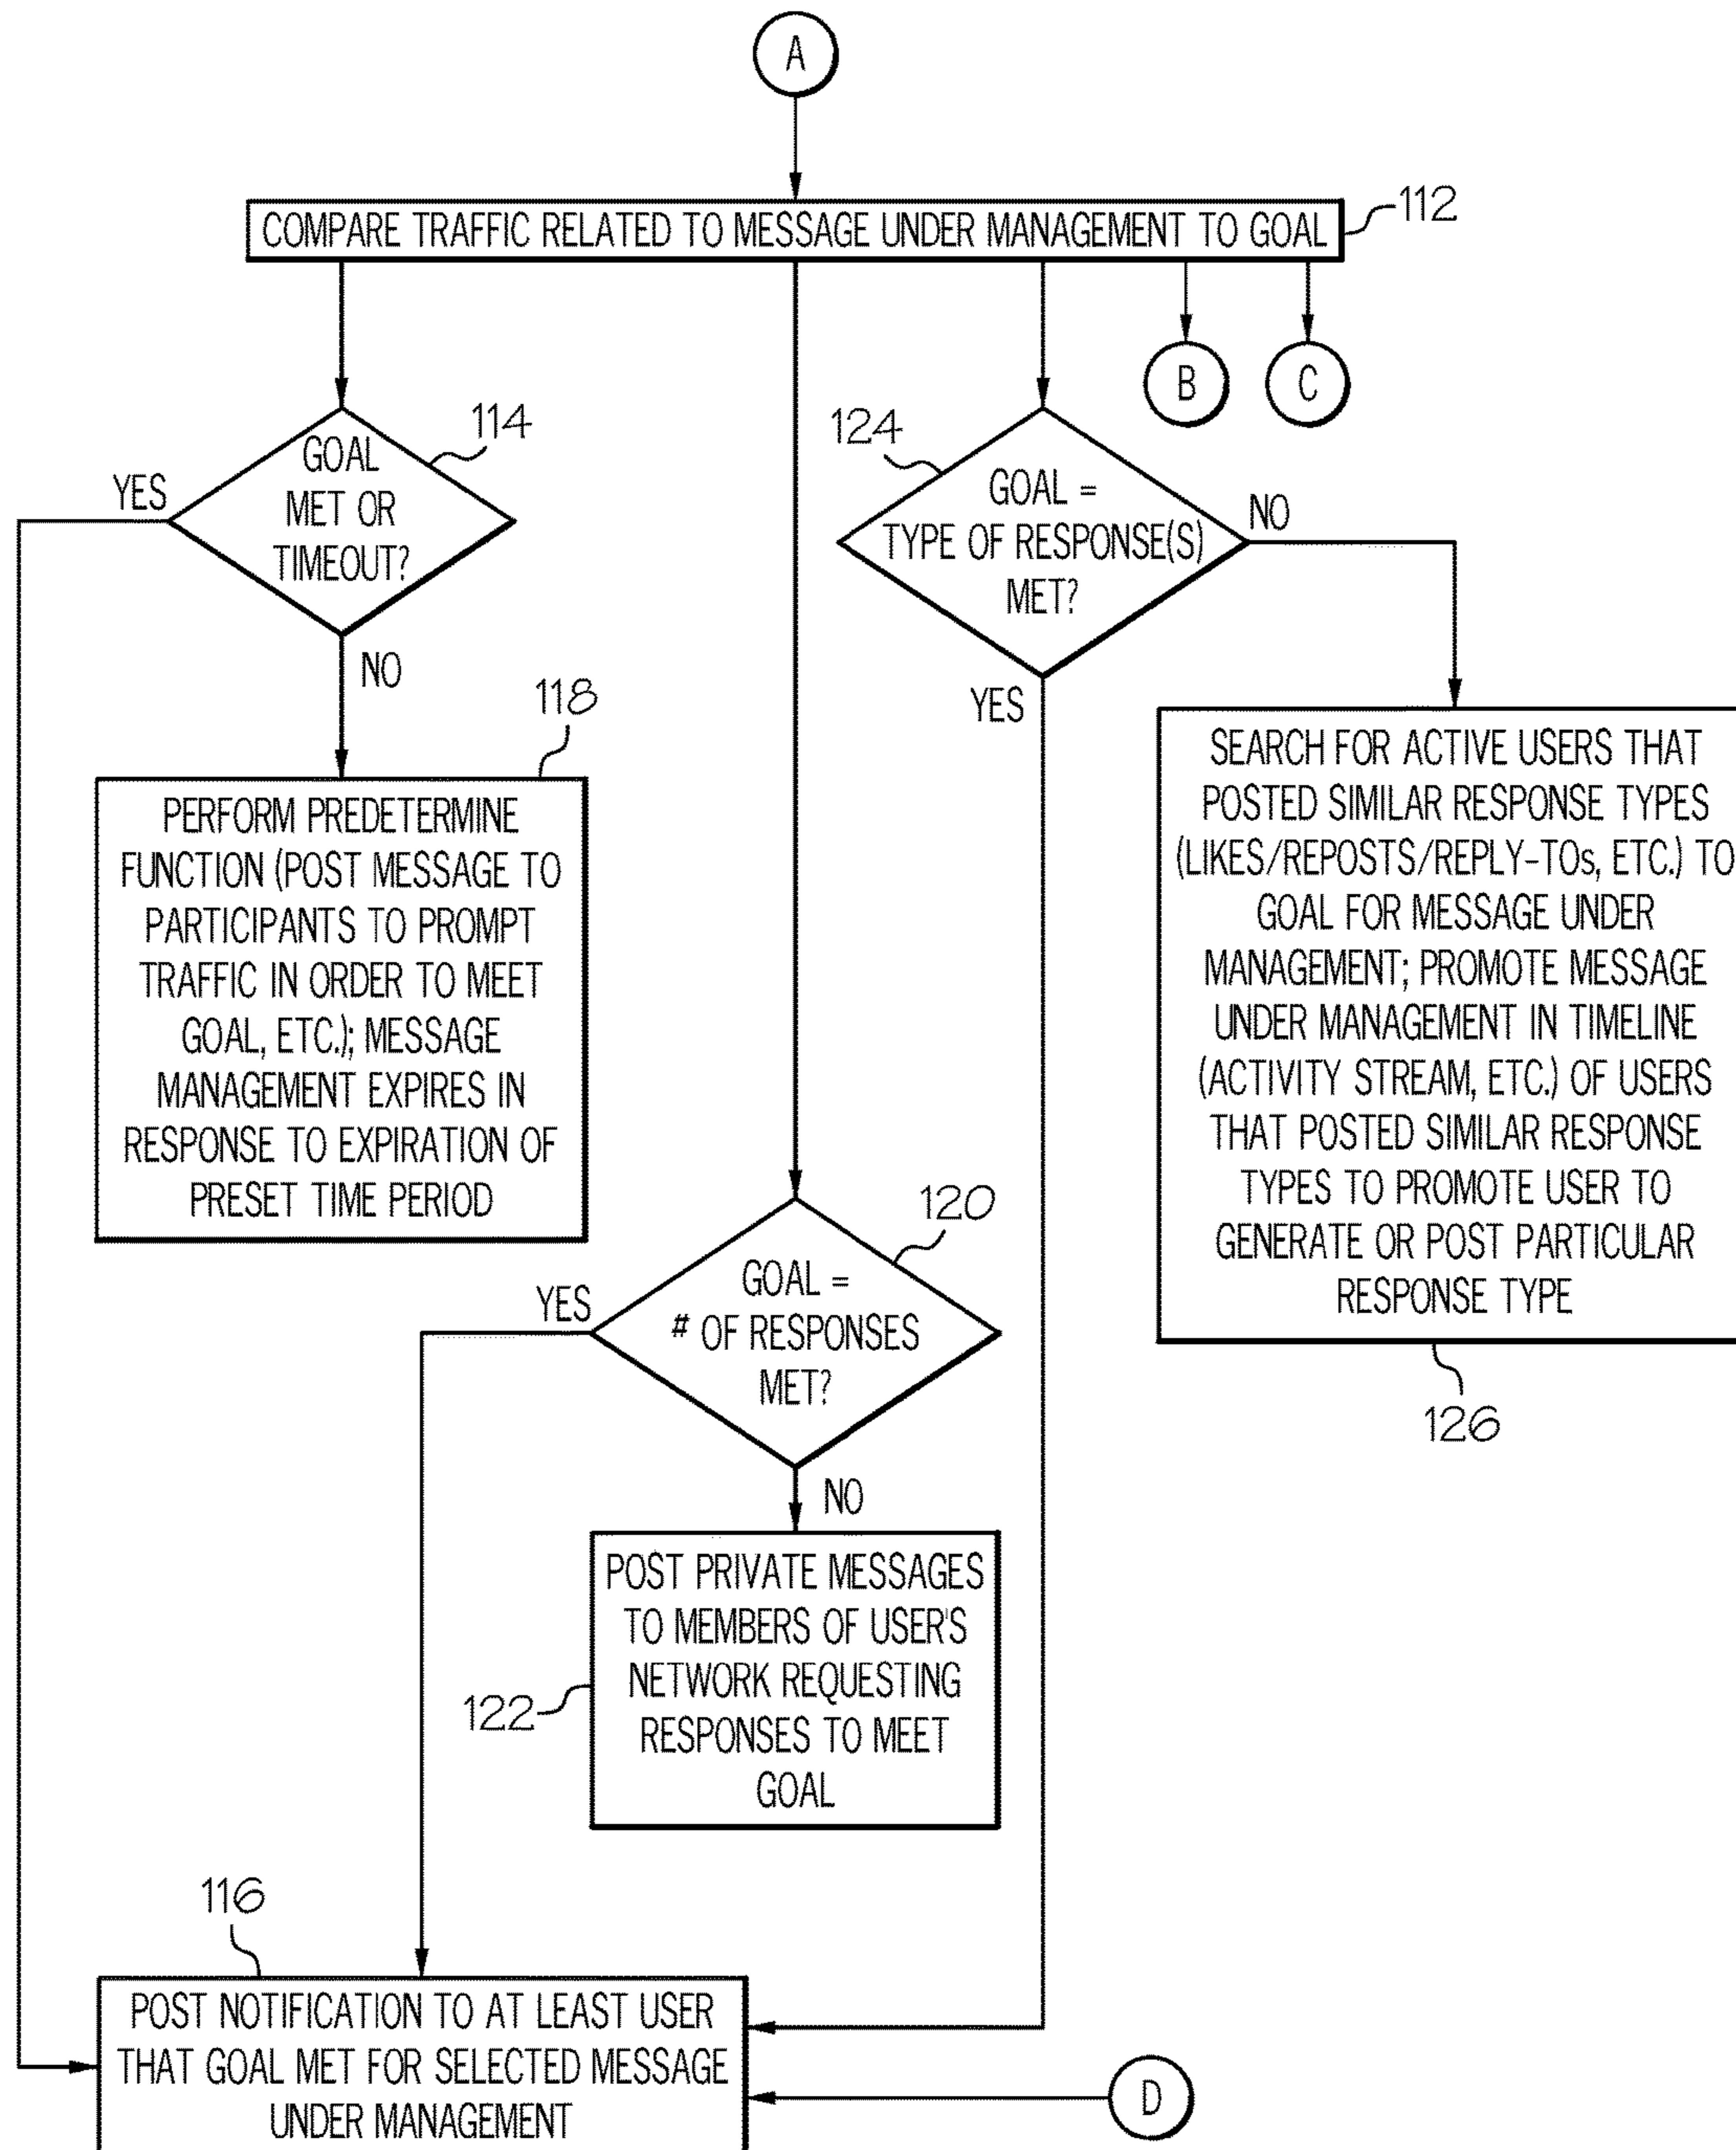 A
COMPARE TRAFFIC RELATED TO MESSAGE UNDER MANAGEMENT TO GOAL
112
B
C
114
GOAL
MET OR
TIMEOUT?
YES
NO
124
GOAL =
TYPE OF RESPONSE(S)
MET?
NO
YES
118
PERFORM PREDETERMINE
FUNCTION (POST MESSAGE TO
PARTICIPANTS TO PROMPT
TRAFFIC IN ORDER TO MEET
GOAL, ETC.); MESSAGE
MANAGEMENT EXPIRES IN
RESPONSE TO EXPIRATION OF
PRESET TIME PERIOD
SEARCH FOR ACTIVE USERS THAT
POSTED SIMILAR RESPONSE TYPES
(LIKES/REPOSTS/REPLY-TOs, ETC.) TO
GOAL FOR MESSAGE UNDER
MANAGEMENT; PROMOTE MESSAGE
UNDER MANAGEMENT IN TIMELINE
(ACTIVITY STREAM, ETC.) OF USERS
THAT POSTED SIMILAR RESPONSE
TYPES TO PROMOTE USER TO
GENERATE OR POST PARTICULAR
RESPONSE TYPE
126
120
GOAL =
# OF RESPONSES
MET?
YES
NO
POST PRIVATE MESSAGES
TO MEMBERS OF USER'S
NETWORK REQUESTING
RESPONSES TO MEET
GOAL
122
116
POST NOTIFICATION TO AT LEAST USER
THAT GOAL MET FOR SELECTED MESSAGE
UNDER MANAGEMENT
D